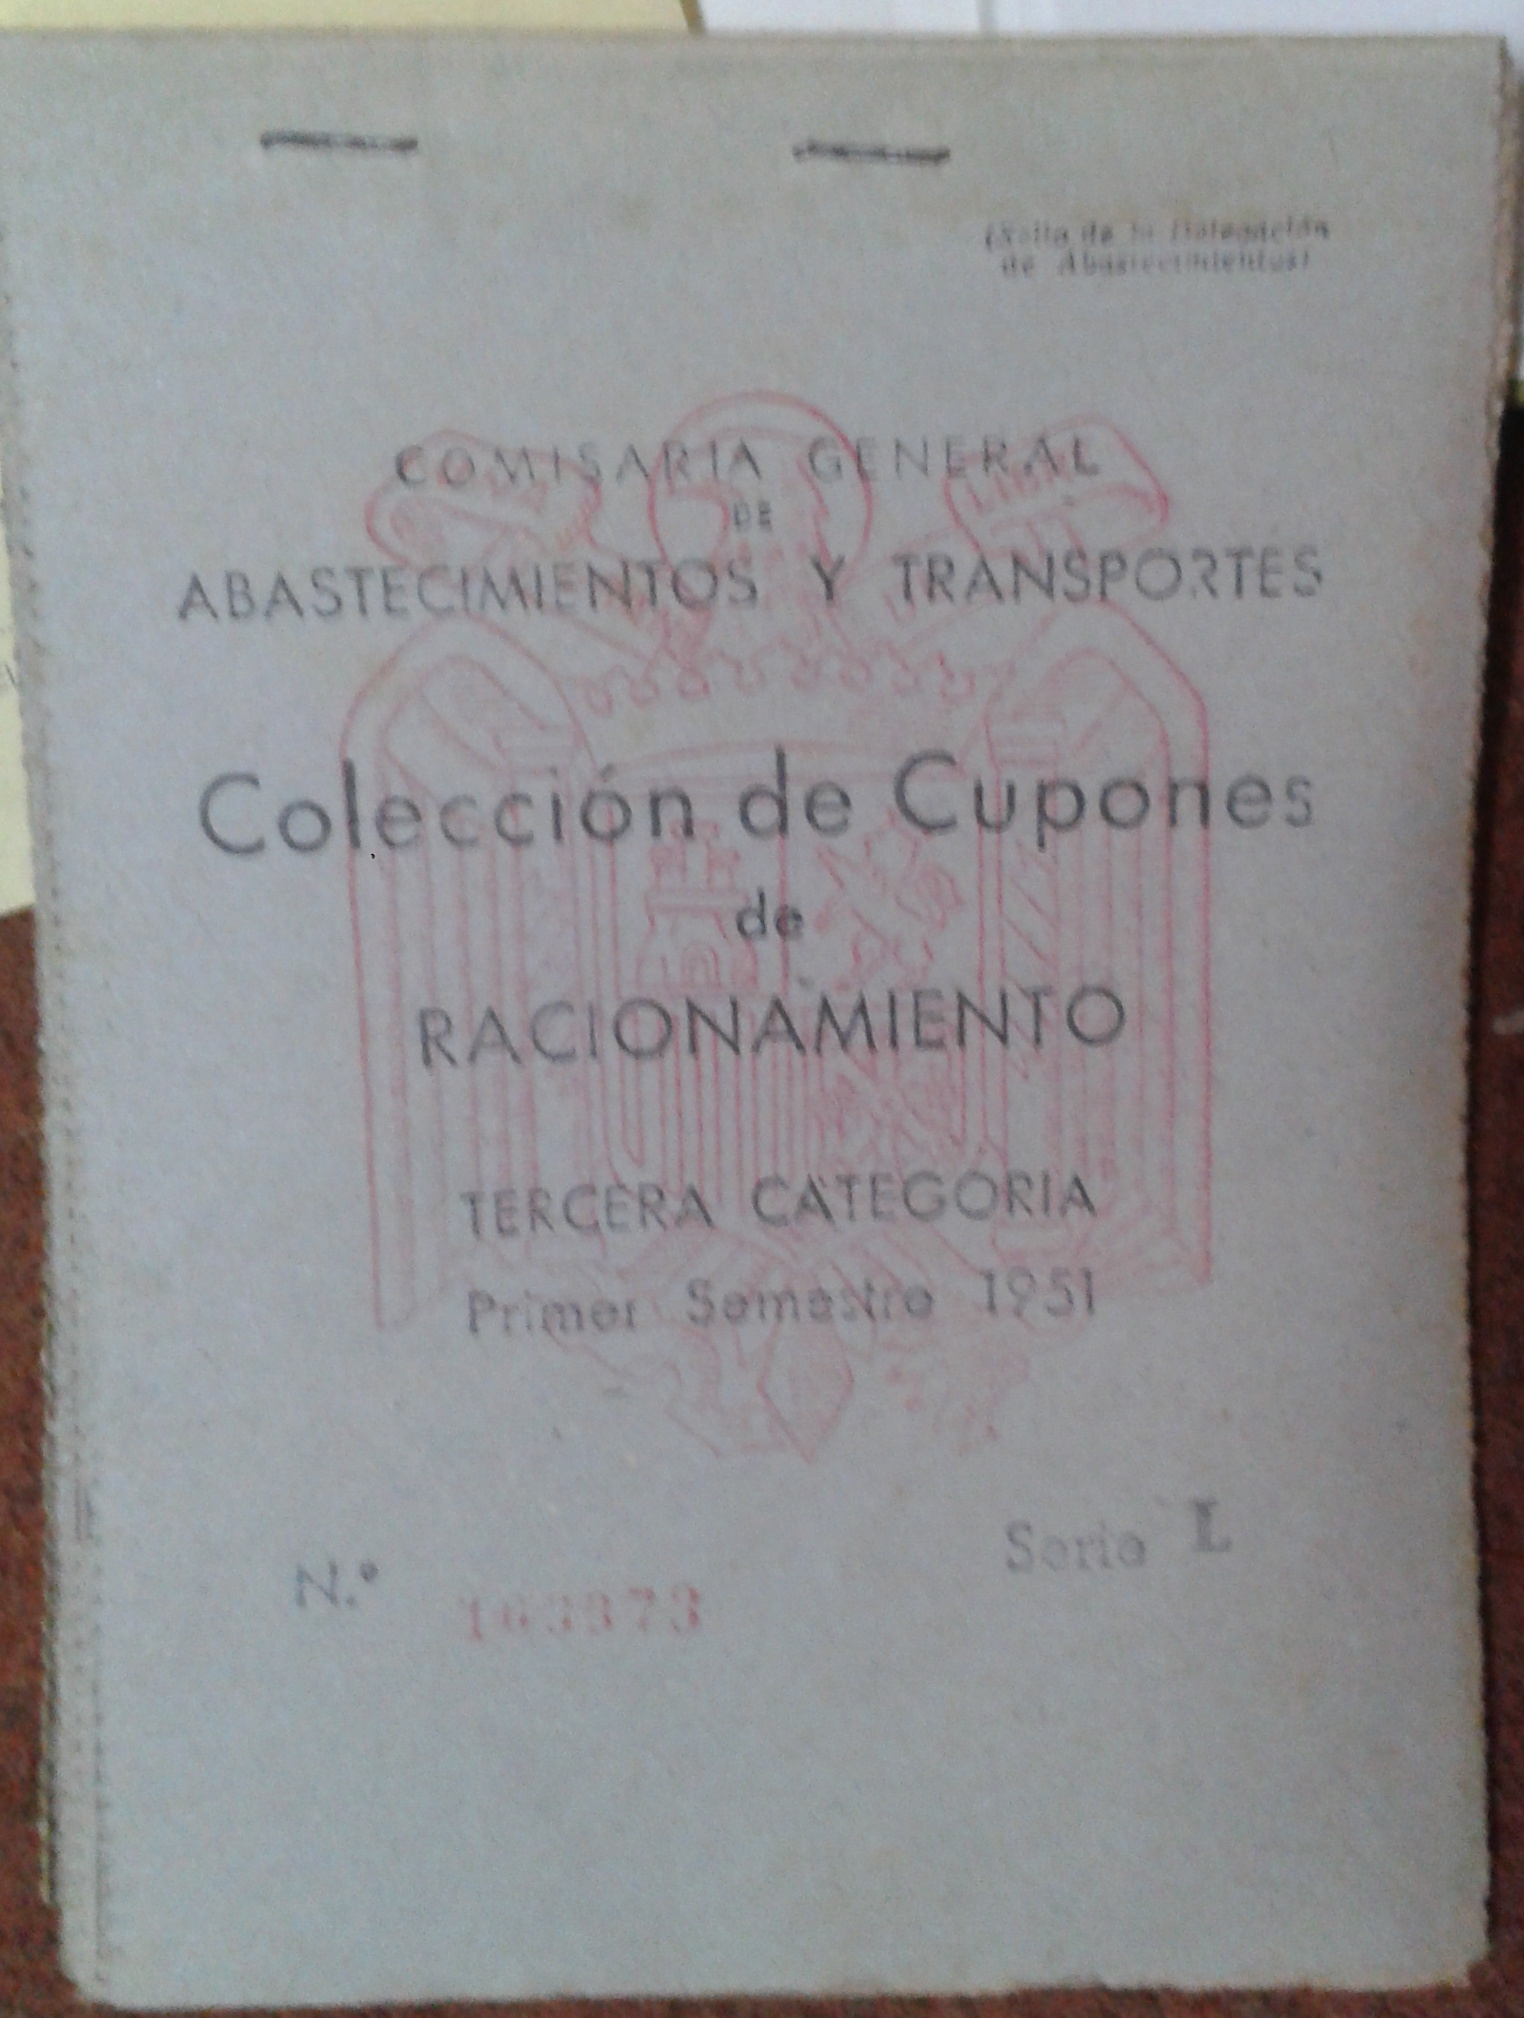 (Sello de la Delegación
de Abastecimientos)
COMISARIA GENERAL
DE
ABASTECIMIENTOS Y TRANSPORTES
Colección de Cupones
de
RACIONAMIENTO
TERCERA CATEGORIA
Primer Semestre 1951
Serie L
N.º